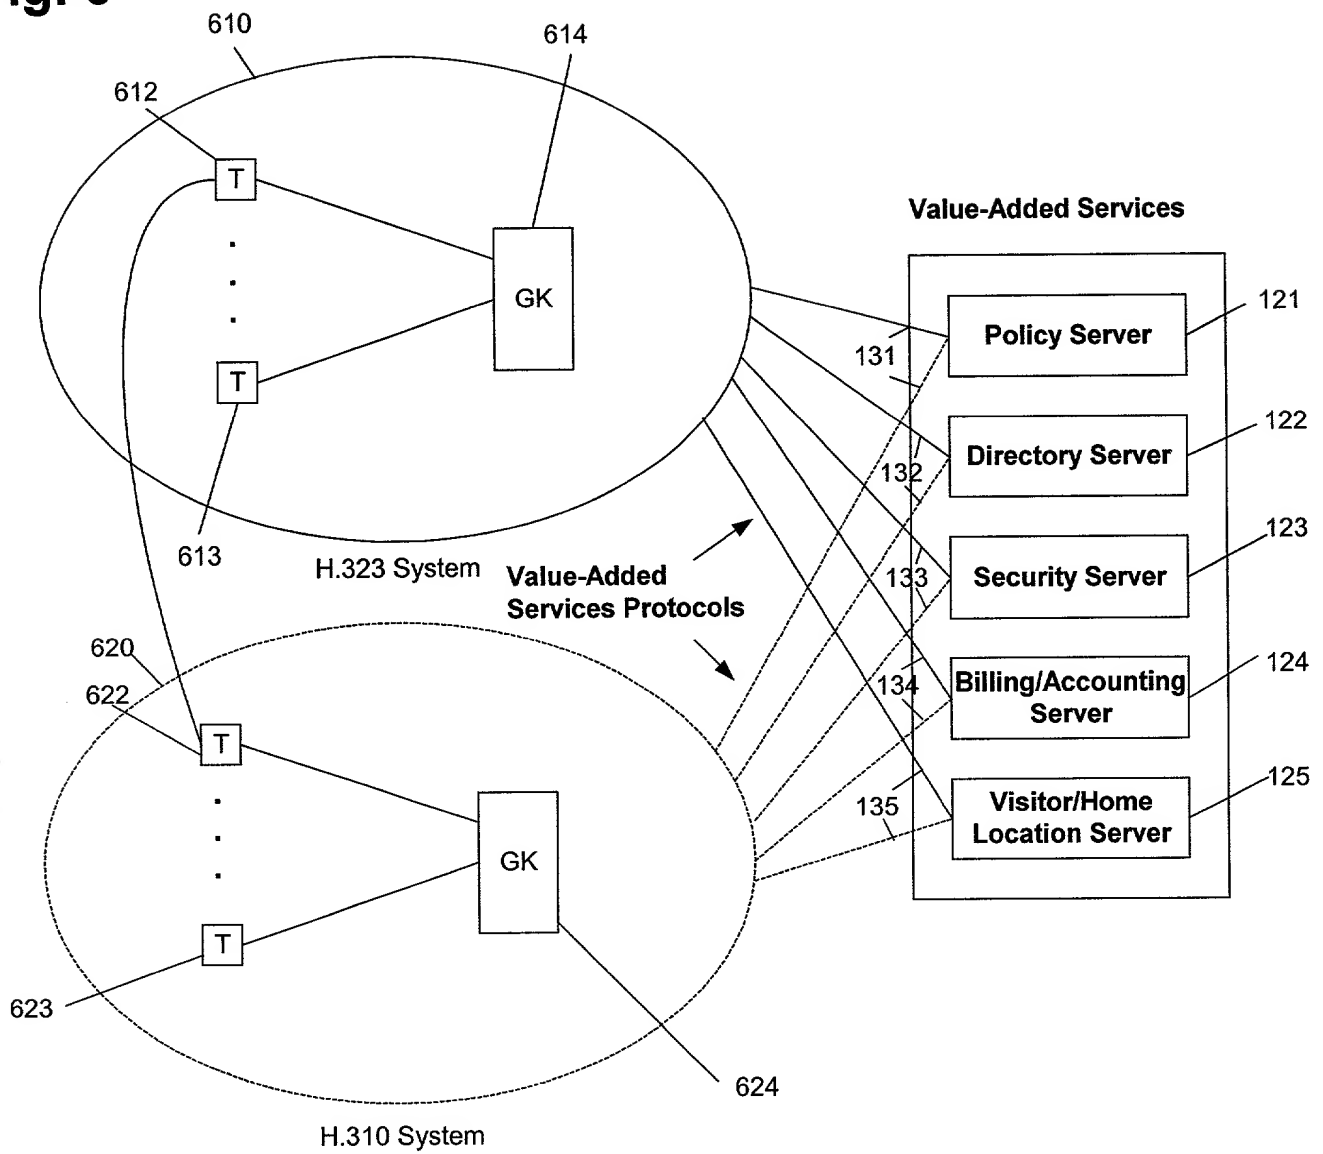 610
614
612
T
Value-Added Services
GK
121
Policy Server
131
T
122
Directory Server
132
613
H.323 System
123
Value-Added
Services Protocols
133
Security Server
620
124
622
134
Billing/Accounting
Server
T
125
135
Visitor/Home
Location Server
GK
T
623
624
H.310 System